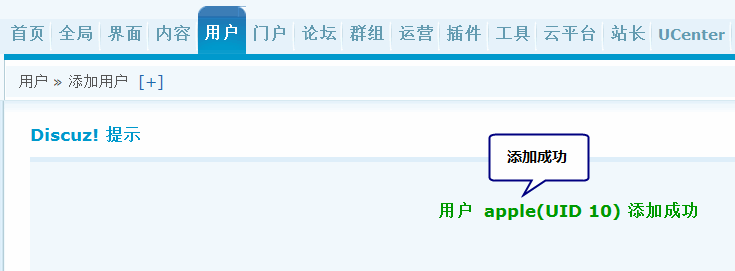 首页 全局 界面 内容 用户 门户 论坛 群组 运营 插件 工具 云平台 站长 UCenter
用户 » 添加用户 [+]
Discuz! 提示
添加成功
用户 apple(UID 10) 添加成功